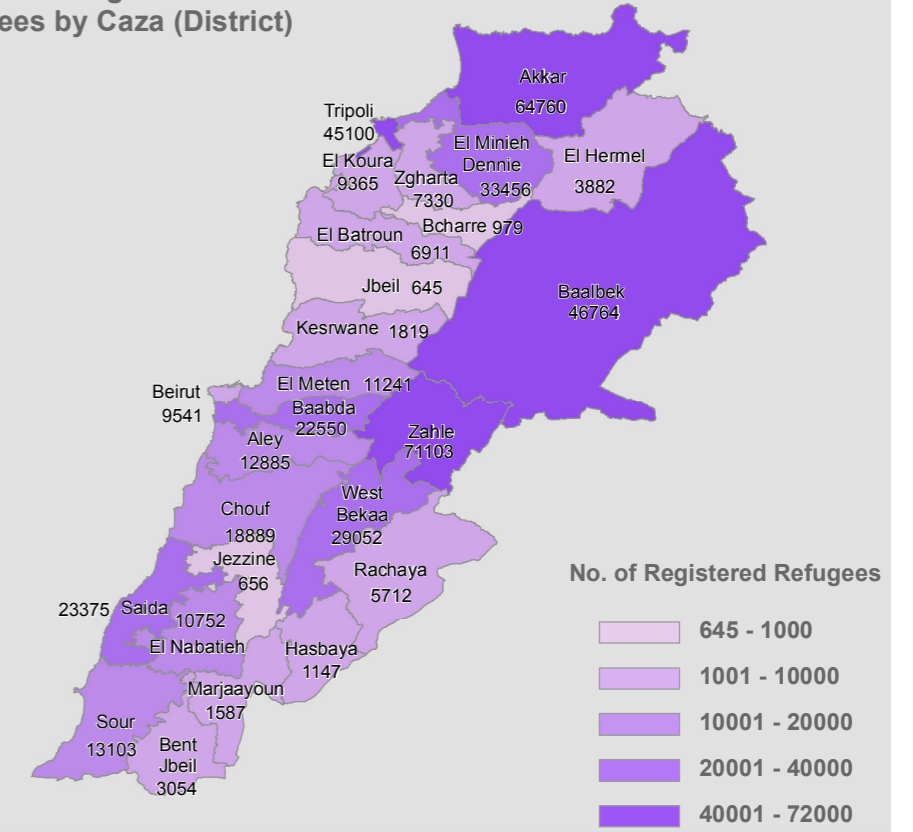 ees by Caza (District)
Akkar
64760
Tripoli
45100
El Minieh
Dennie
33456
El Hermel
3882
El Koura
9365
Zgharta
7330
Bcharre 979
El Batroun
6911
Jbeil 645
Baalbek
46764
Kesrwane 1819
El Meten 11241
Beirut
9541
Baabda
22550
Zahle
71103
Aley
12885
West
Bekaa
29052
Chouf
18889
Jezzine
656
Rachaya
5712
23375 Saida
10752
El Nabatieh
Hasbaya
1147
Marjaayoun
1587
Sour
13103
Bent
Jbeil
3054
No. of Registered Refugees
645 - 1000
1001 - 10000
10001 - 20000
20001 - 40000
40001 - 72000